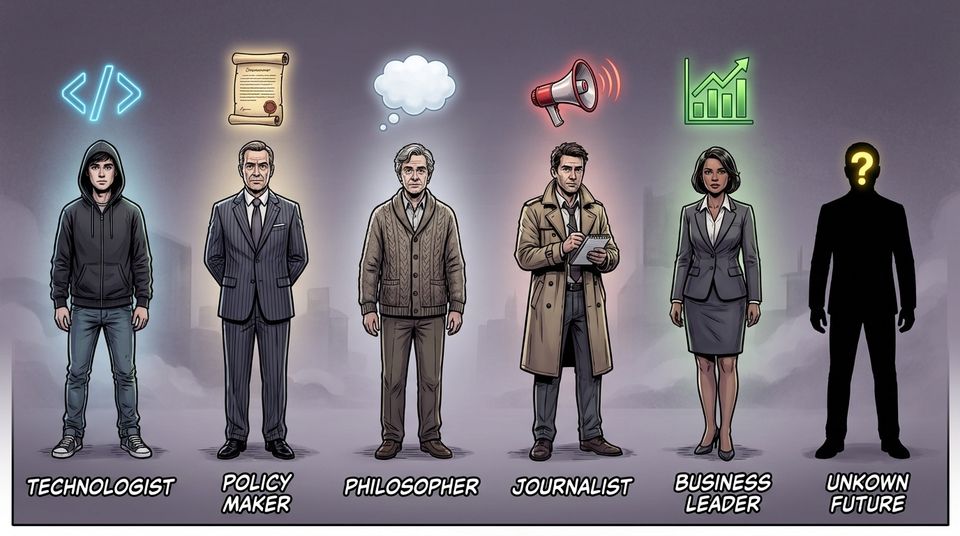 </>
?
TECHNOLOGIST
POLICY
MAKER
PHILOSOPHER
JOURNALIST
BUSINESS
LEADER
UNKOWN
FUTURE